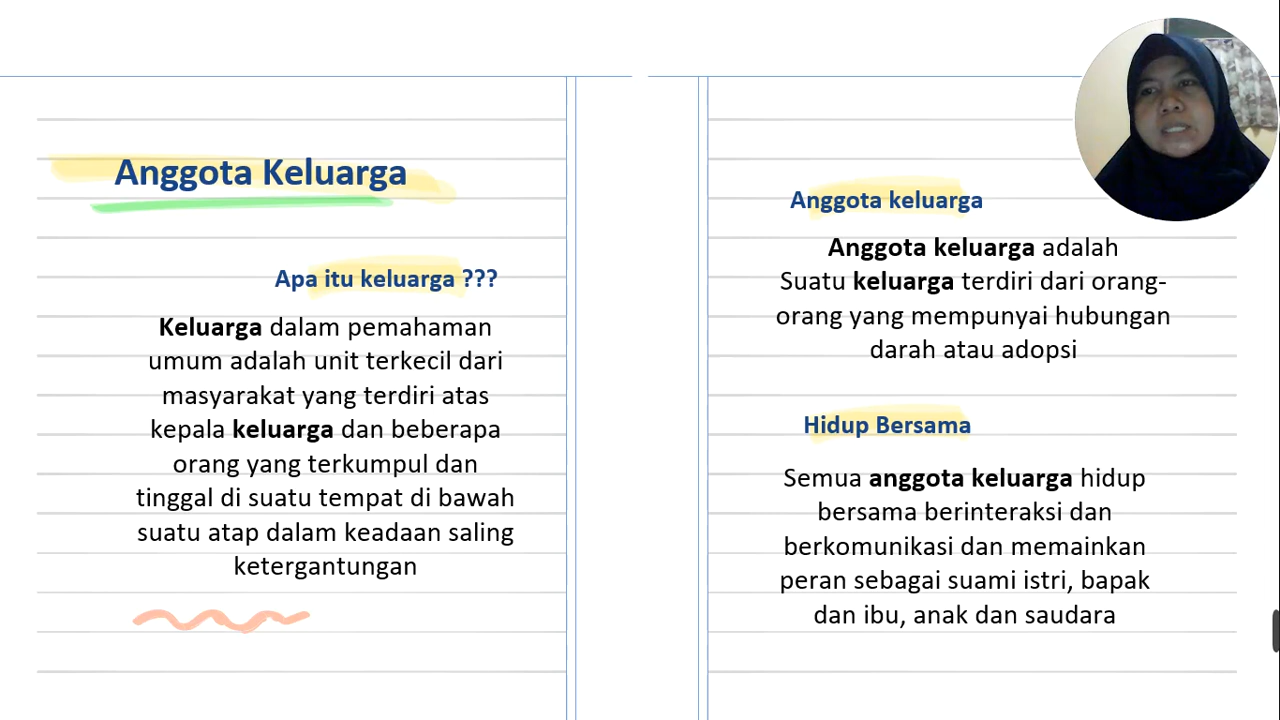 Anggota Keluarga
Apa itu keluarga ???
Keluarga dalam pemahaman
umum adalah unit terkecil dari
masyarakat yang terdiri atas
kepala keluarga dan beberapa
orang yang terkumpul dan
tinggal di suatu tempat di bawah
suatu atap dalam keadaan saling
ketergantungan
Anggota keluarga
Anggota keluarga adalah
Suatu keluarga terdiri dari orang-
orang yang mempunyai hubungan
darah atau adopsi
Hidup Bersama
Semua anggota keluarga hidup
bersama berinteraksi dan
berkomunikasi dan memainkan
peran sebagai suami istri, bapak
dan ibu, anak dan saudara